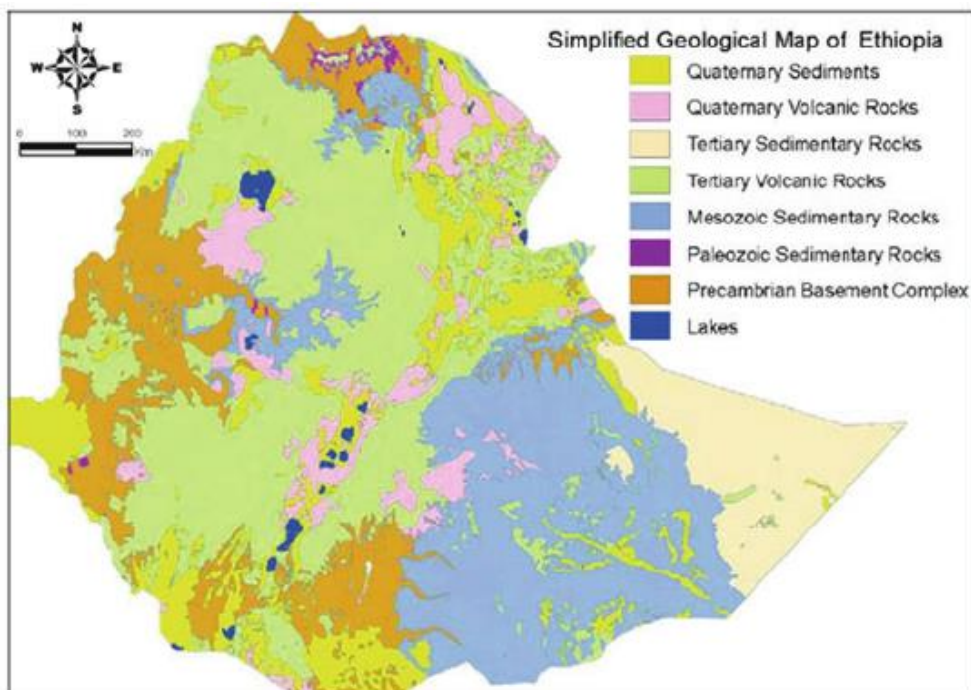 Simplified Geological Map of Ethiopia
N
W E
S
0 100 200
Km
Quaternary Sediments
Quaternary Volcanic Rocks
Tertiary Sedimentary Rocks
Tertiary Volcanic Rocks
Mesozoic Sedimentary Rocks
Paleozoic Sedimentary Rocks
Precambrian Basement Complex
Lakes